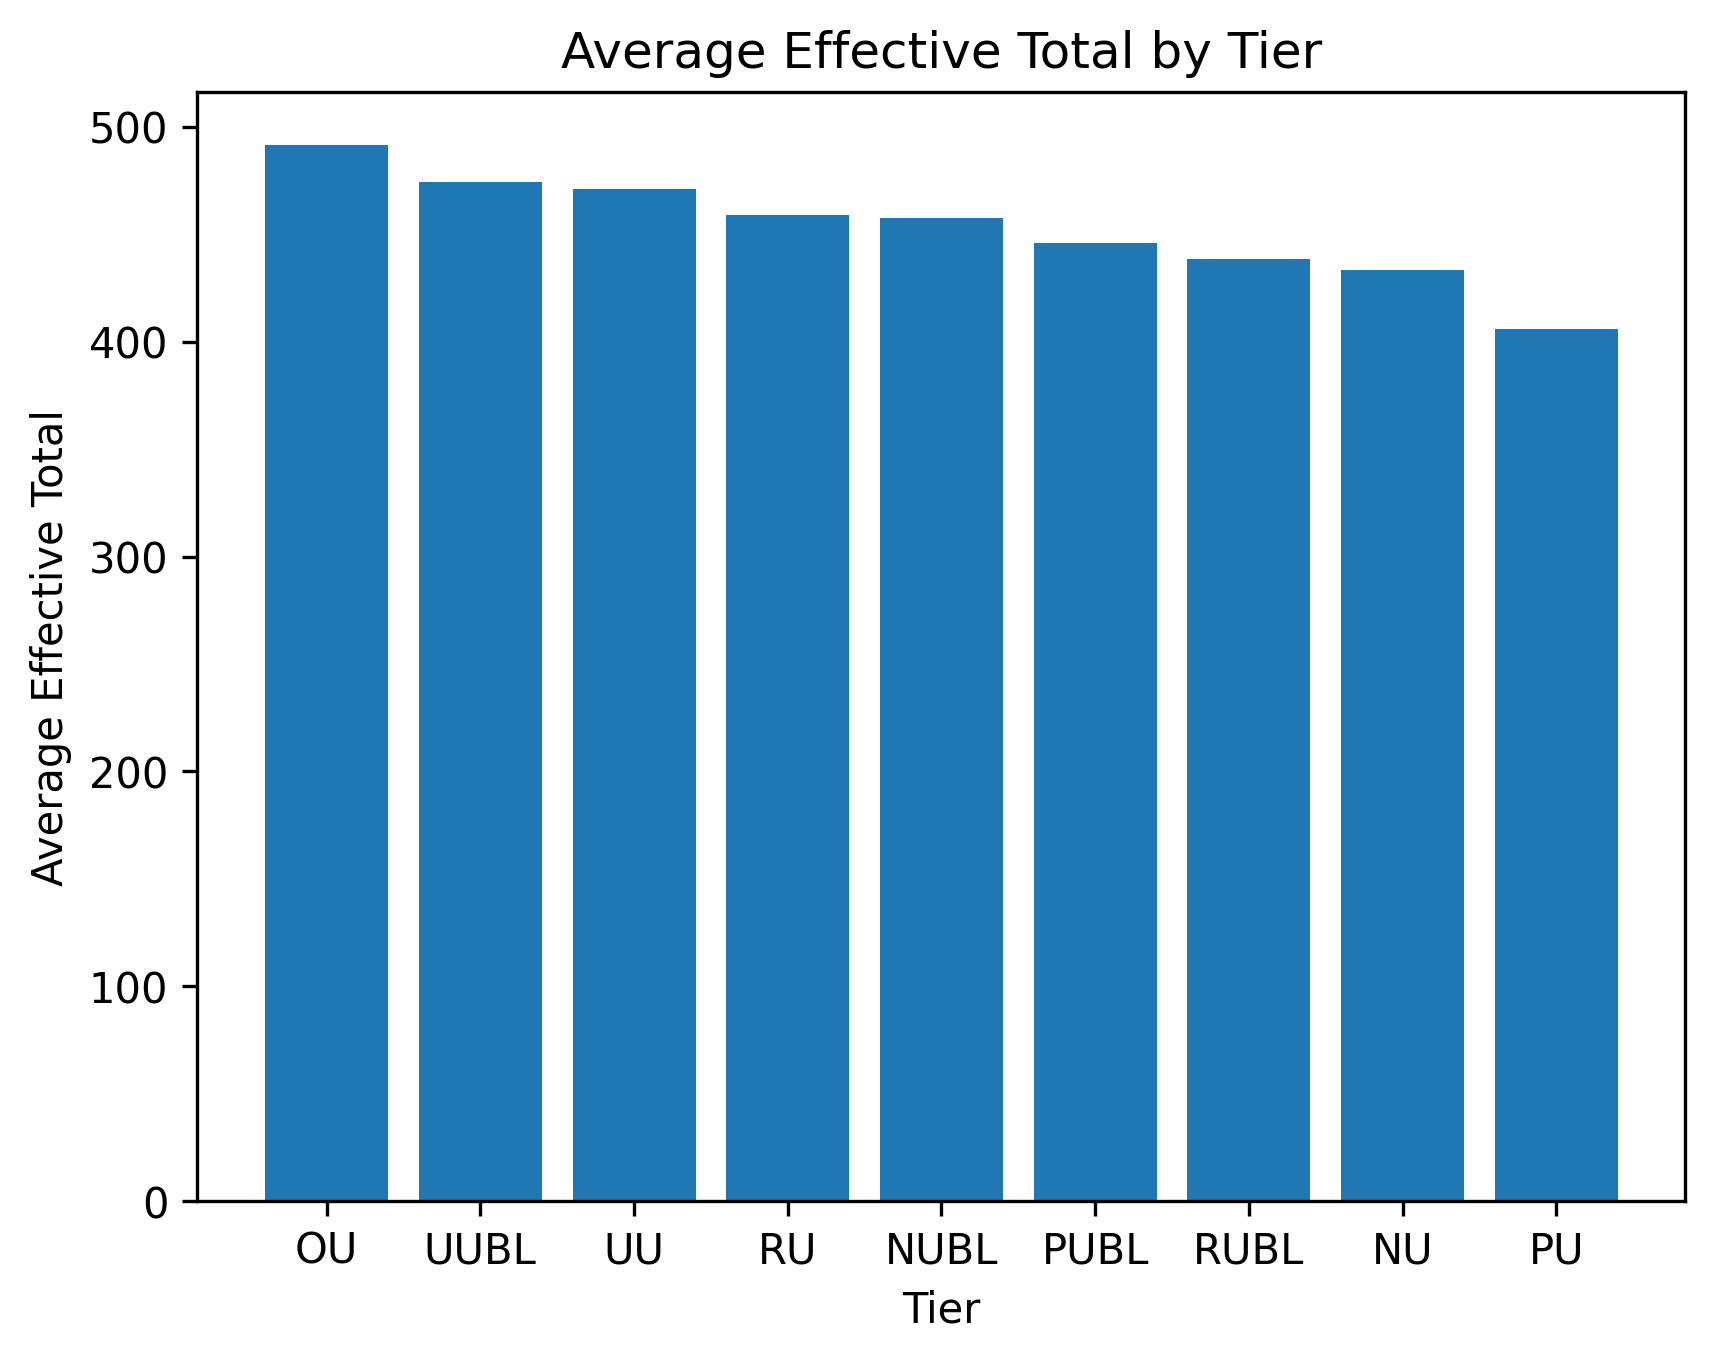 Average Effective Total by Tier
Average Effective Total
500
400
300
200
100
0
OU UUBL UU RU NUBL PUBL RUBL NU PU
Tier